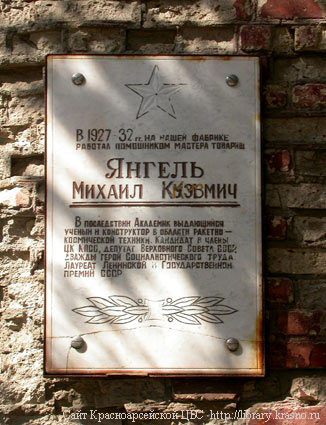 В 1927-32 гг. на нашей фабрике
работал помощником мастера товарищ
Янгель
Михаил Кузьмич
В последствии Академик выдающийся
ученый и конструктор в области ракетно-
космической техники. Кандидат в члены
ЦК КПСС, депутат Верховного Совета СССР,
дважды герой Социалистического труда
Лауреат Ленинской и Государственной
премий СССР
Сайт Красноарсейской ЦБС - http://library.krasno.ru